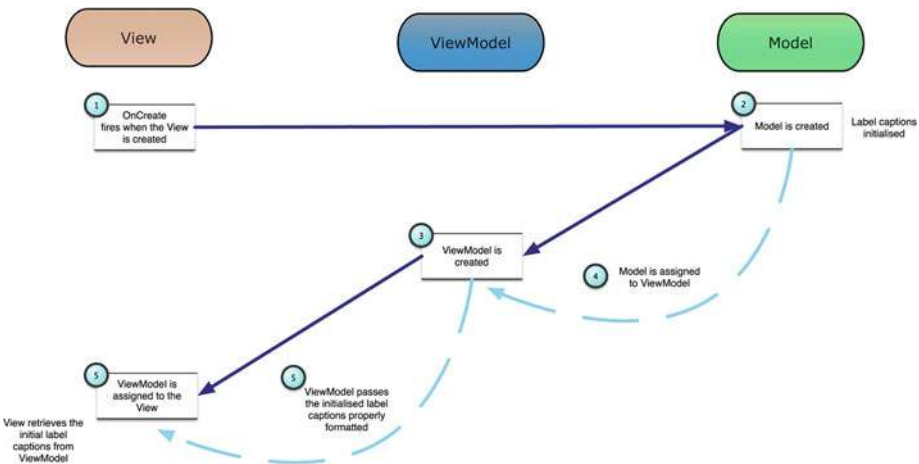 View
ViewModel
Model
1
OnCreate
fires when the View
is created
2
Model is created
Label captions
initialised
3
ViewModel is
created
4
Model is assigned
to ViewModel
5
ViewModel is
assigned to the
View
5
ViewModel passes
the initialised label
captions properly
formatted
View retrieves the
initial label
captions from
ViewModel